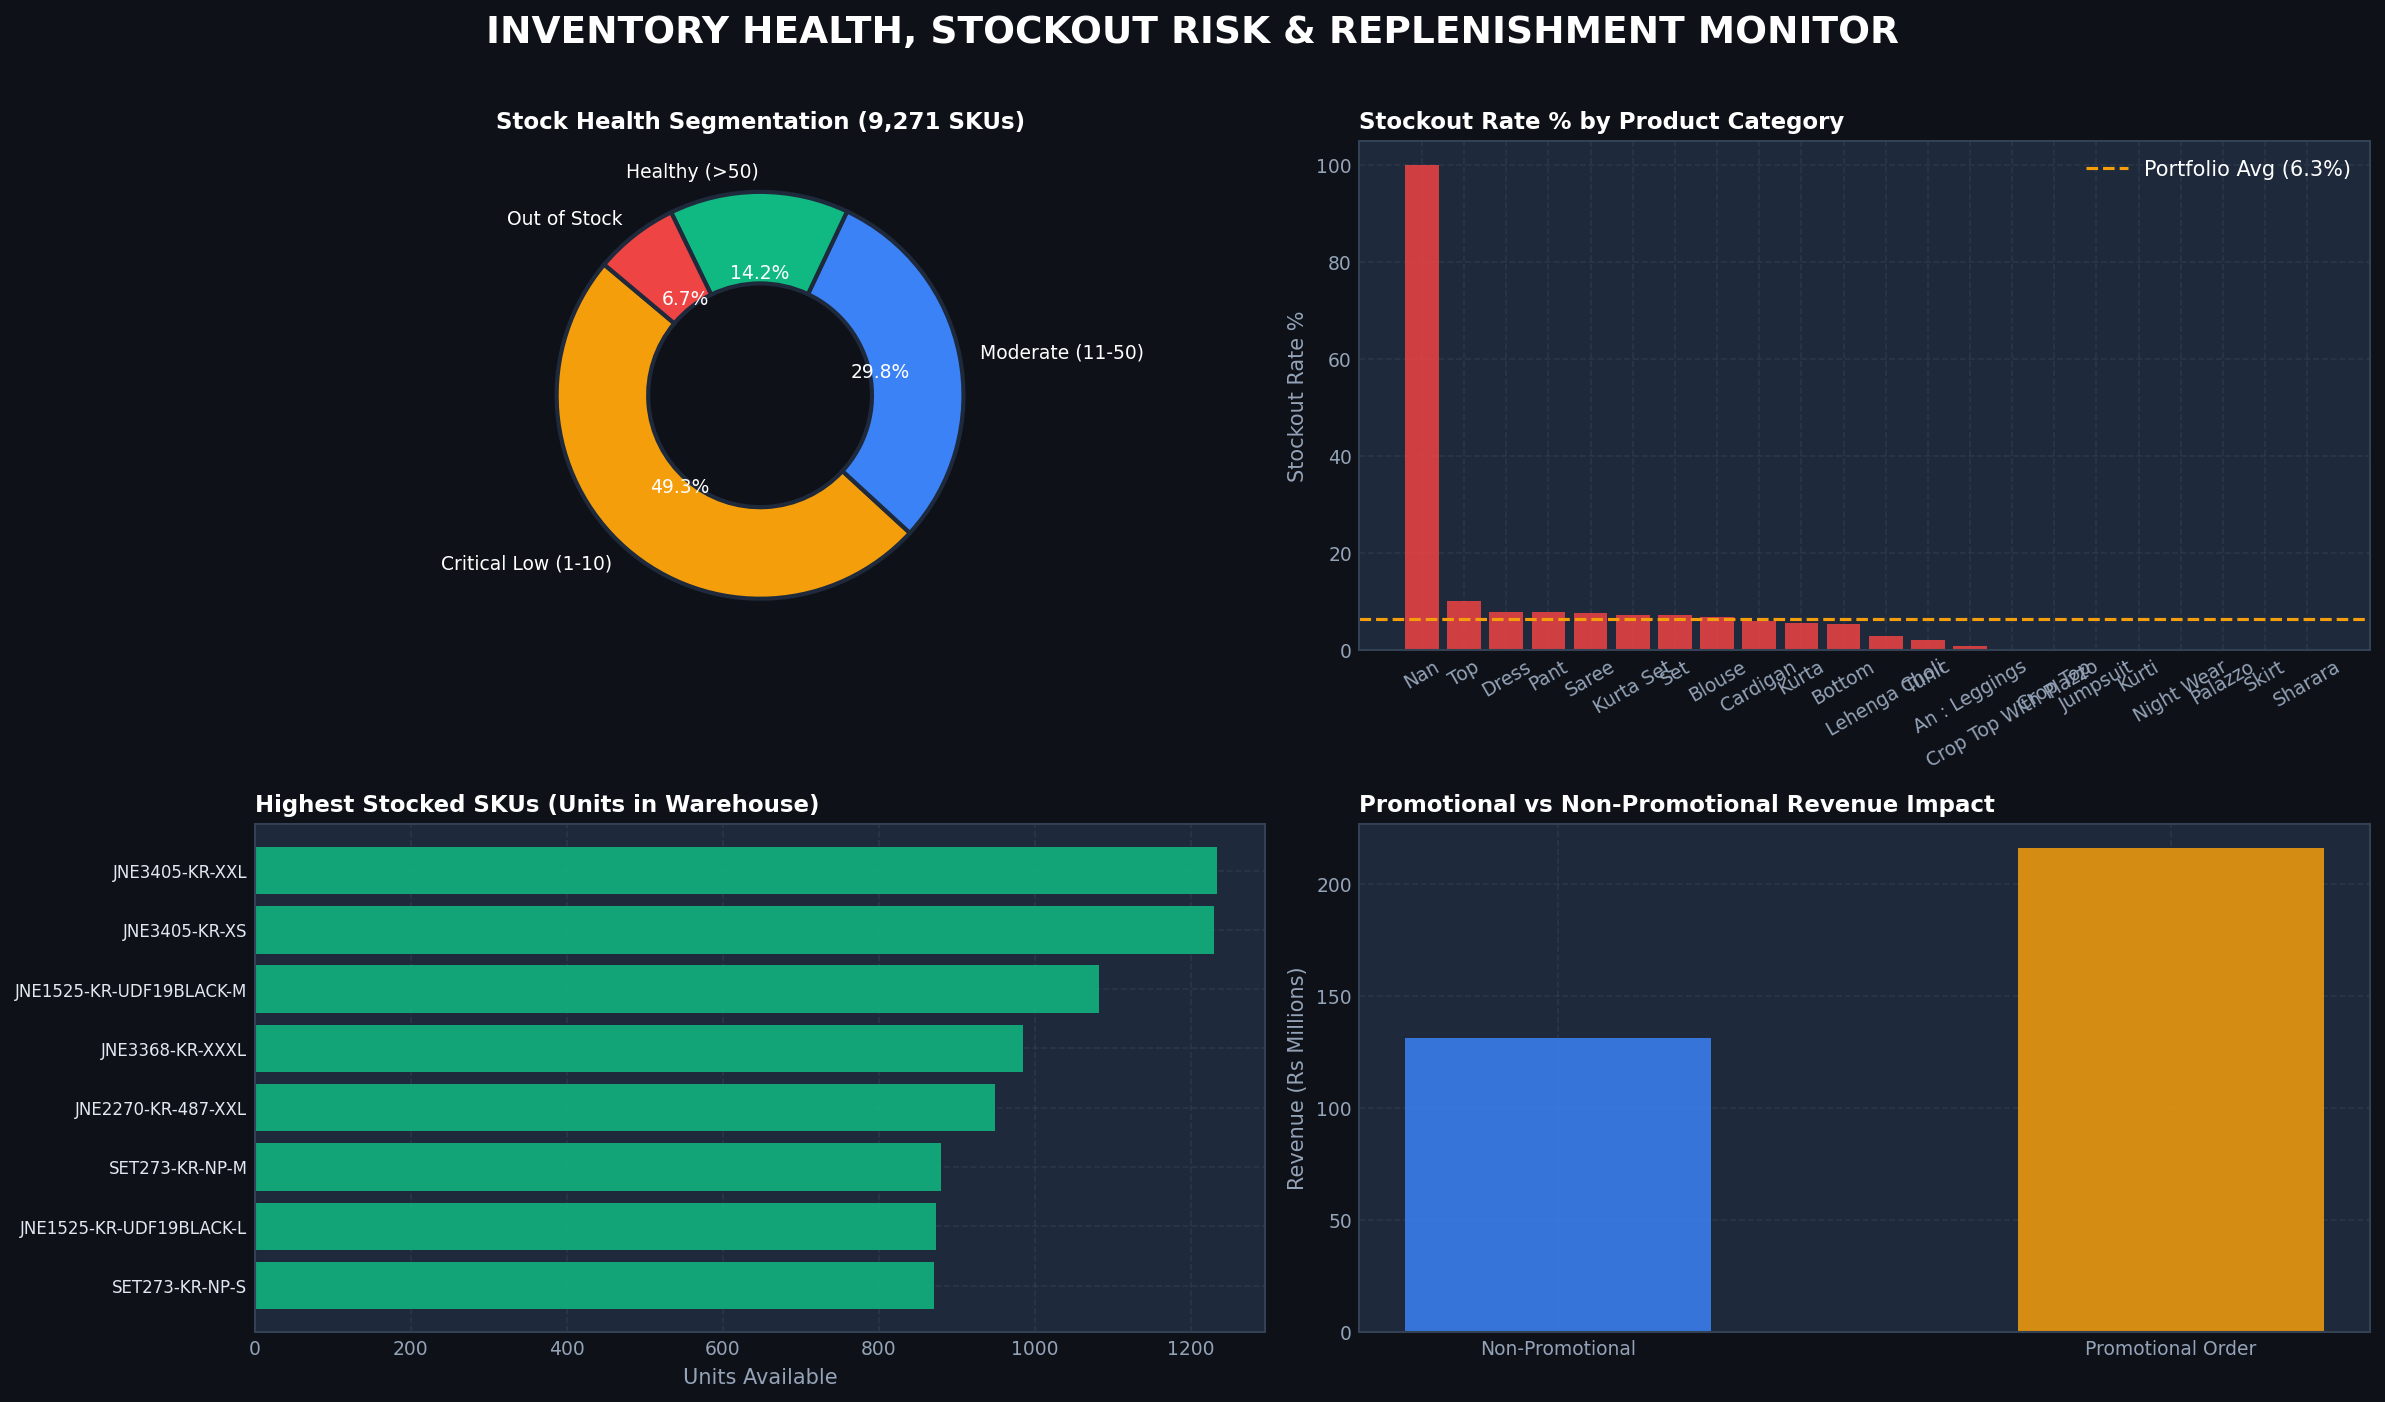 INVENTORY HEALTH, STOCKOUT RISK & REPLENISHMENT MONITOR
Stock Health Segmentation (9,271 SKUs)
Healthy (>50)
Out of Stock
14.2%
6.7%
Moderate (11-50)
29.8%
49.3%
Critical Low (1-10)
Stockout Rate % by Product Category
Portfolio Avg (6.3%)
Stockout Rate %
100
80
60
40
20
0
Nan
Top
Dress
Pant
Saree
Kurta Set
Set
Blouse
Cardigan
Kurta
Bottom
Lehenga Choli
Tunic
An : Leggings
Crop Top With Plazzo
Crop Top
Jumpsuit
Kurti
Night Wear
Palazzo
Skirt
Sharara
Highest Stocked SKUs (Units in Warehouse)
JNE3405-KR-XXL
JNE3405-KR-XS
JNE1525-KR-UDF19BLACK-M
JNE3368-KR-XXXL
JNE2270-KR-487-XXL
SET273-KR-NP-M
JNE1525-KR-UDF19BLACK-L
SET273-KR-NP-S
0 200 400 600 800 1000 1200
Units Available
Promotional vs Non-Promotional Revenue Impact
Revenue (Rs Millions)
200
150
100
50
0
Non-Promotional
Promotional Order